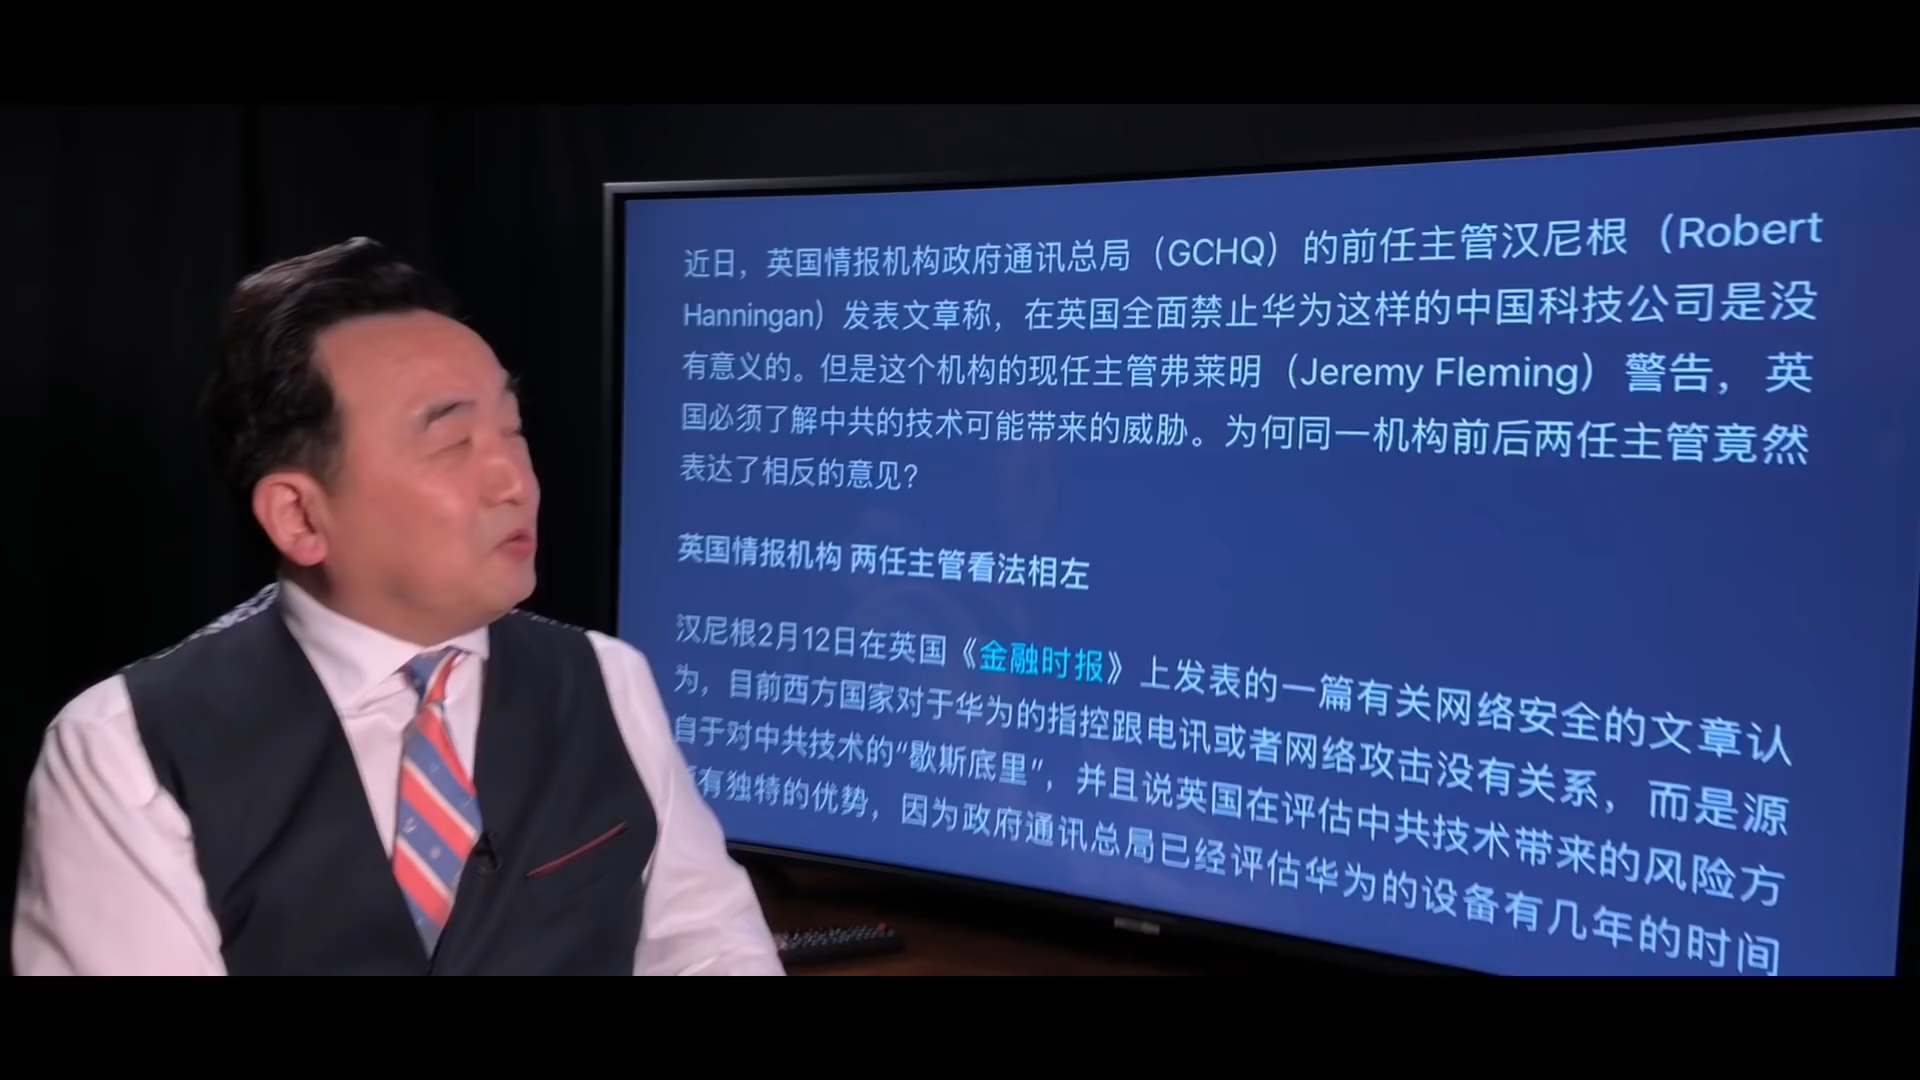 近日，英国情报机构政府通讯总局（GCHQ）的前任主管汉尼根（Robert
Hanningan）发表文章称，在英国全面禁止华为这样的中国科技公司是没
有意义的。但是这个机构的现任主管弗莱明（Jeremy Fleming）警告，英
国必须了解中共的技术可能带来的威胁。为何同一机构前后两任主管竟然
表达了相反的意见？
英国情报机构 两任主管看法相左
汉尼根2月12日在英国《金融时报》上发表的一篇有关网络安全的文章认
为，目前西方国家对于华为的指控跟电讯或者网络攻击没有关系，而是源
自于对中共技术的“歇斯底里”，并且说英国在评估中共技术带来的风险方
有独特的优势，因为政府通讯总局已经评估华为的设备有几年的时间